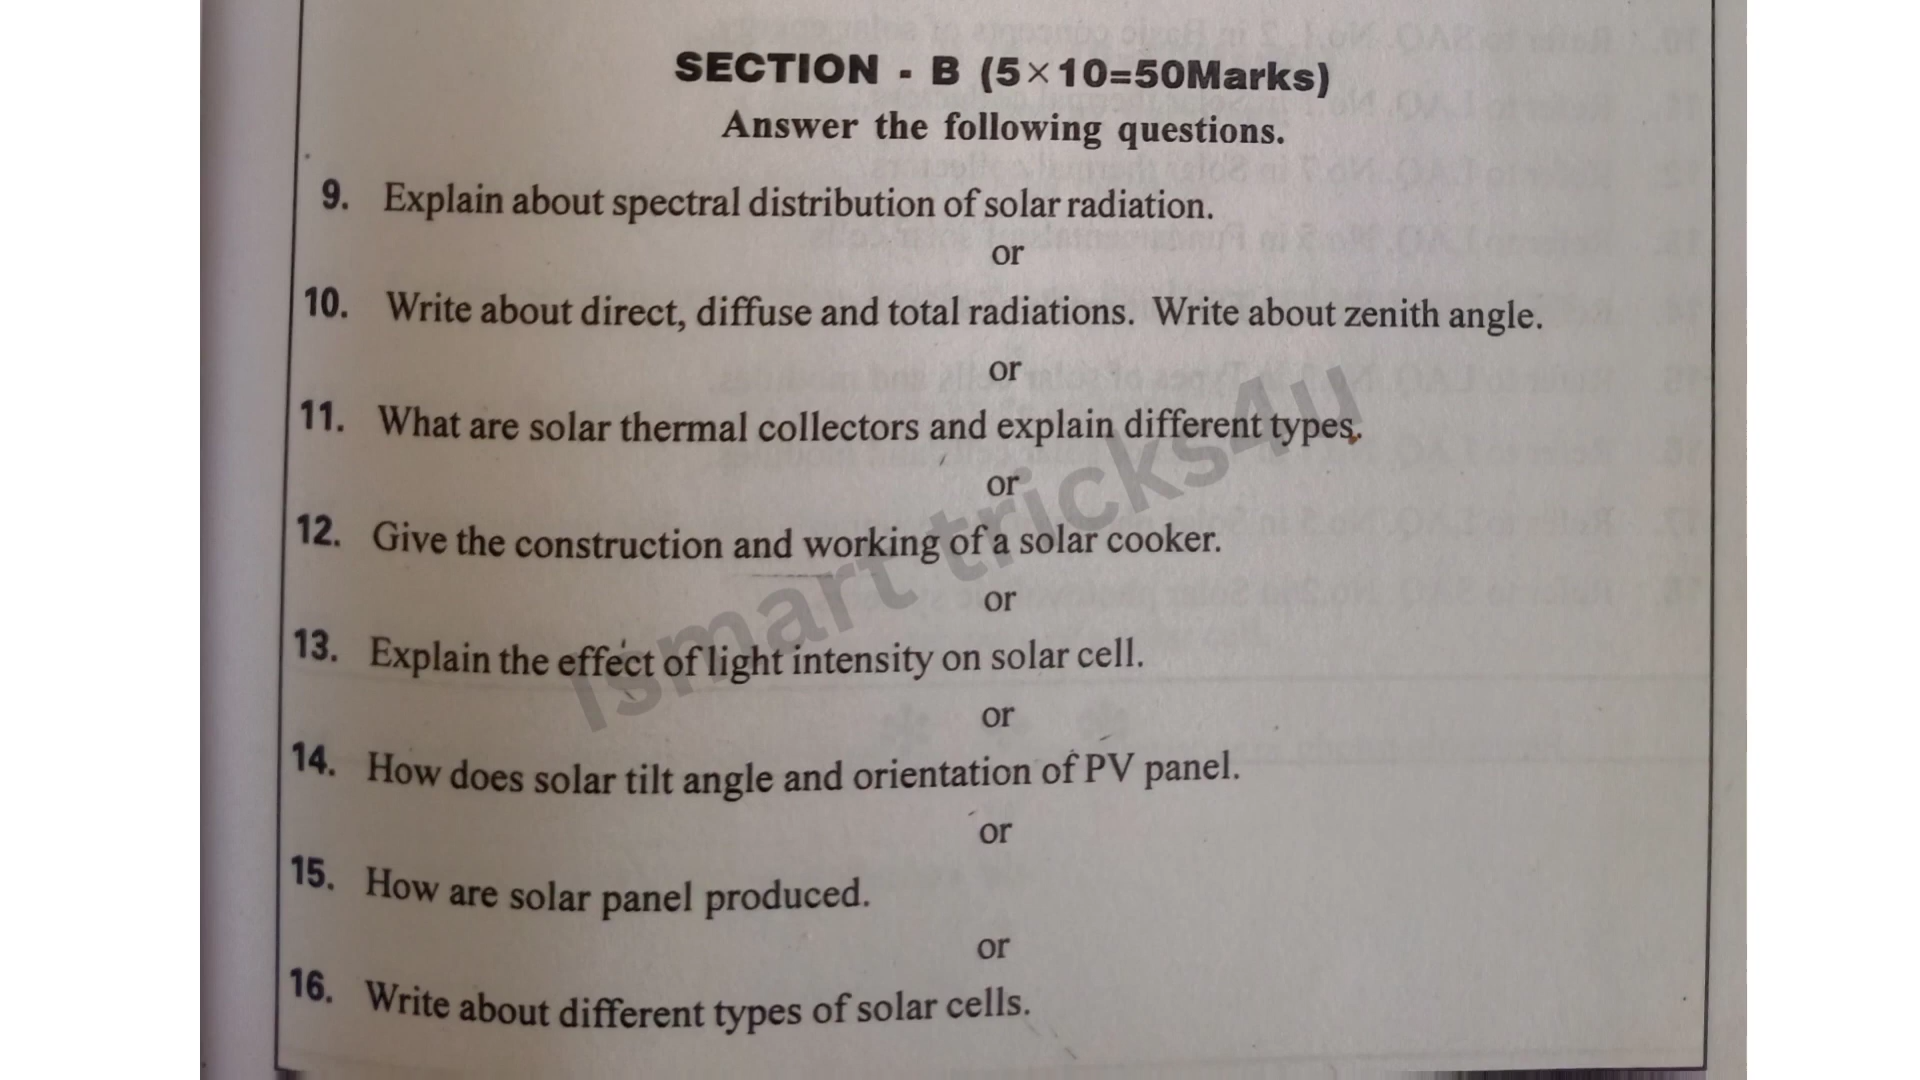 SECTION - B (5×10=50Marks)
Answer the following questions.
9. Explain about spectral distribution of solar radiation.
or
10. Write about direct, diffuse and total radiations. Write about zenith angle.
or
11. What are solar thermal collectors and explain different types.
or
12. Give the construction and working of a solar cooker.
or
13. Explain the effect of light intensity on solar cell.
or
14. How does solar tilt angle and orientation of PV panel.
or
15. How are solar panel produced.
or
16. Write about different types of solar cells.
ismart tricks4u